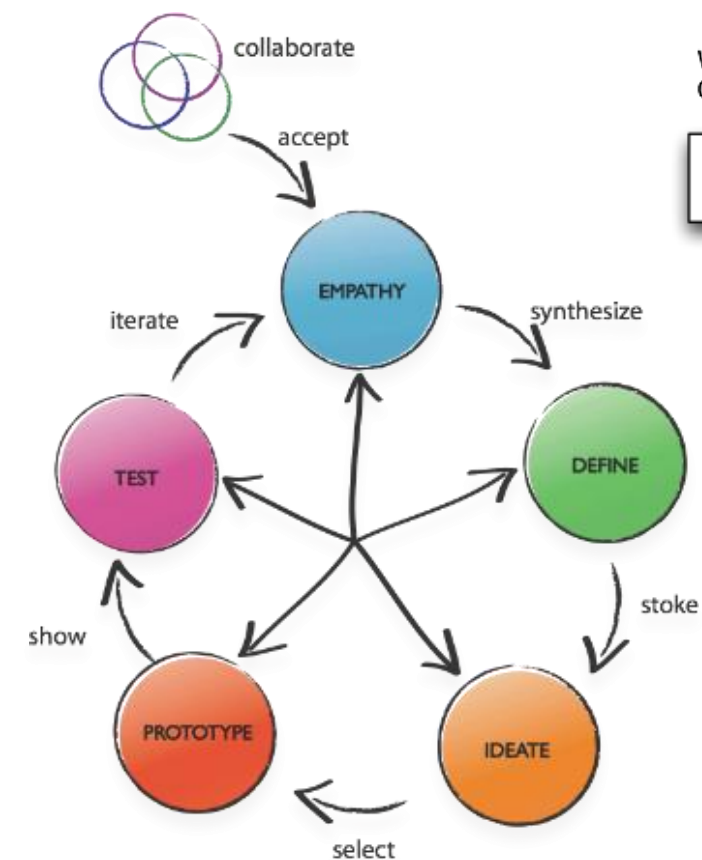 collaborate
accept
EMPATHY
iterate
synthesize
TEST
DEFINE
stoke
show
PROTOTYPE
IDEATE
select